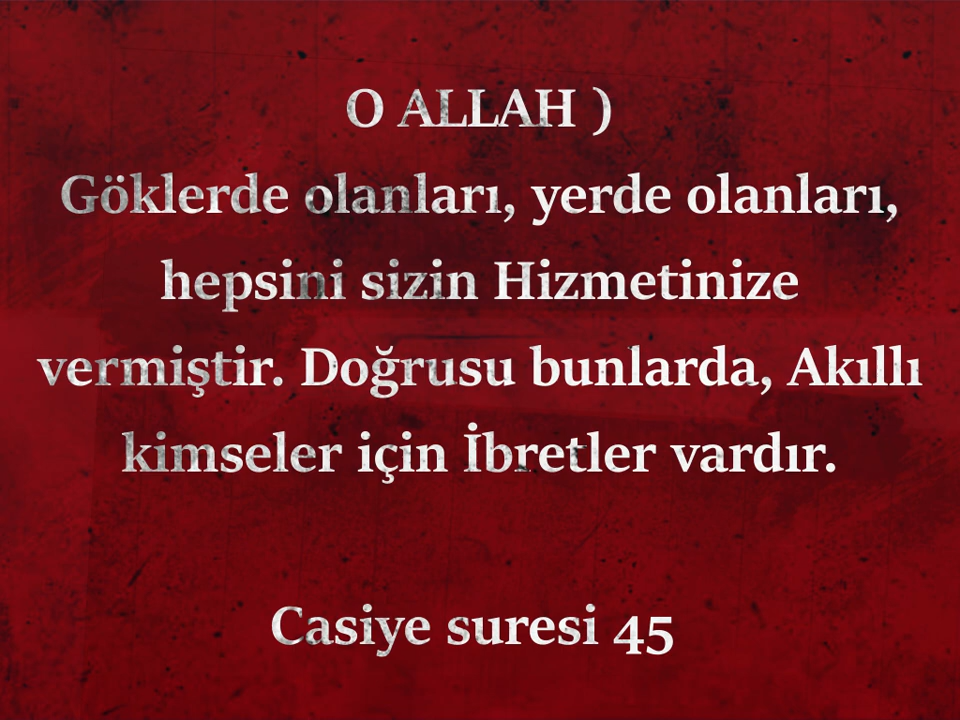 O ALLAH )
Göklerde olanları, yerde olanları,
hepsini sizin Hizmetinize
vermiştir. Doğrusu bunlarda, Akıllı
kimseler için İbretler vardır.
Casiye suresi 45